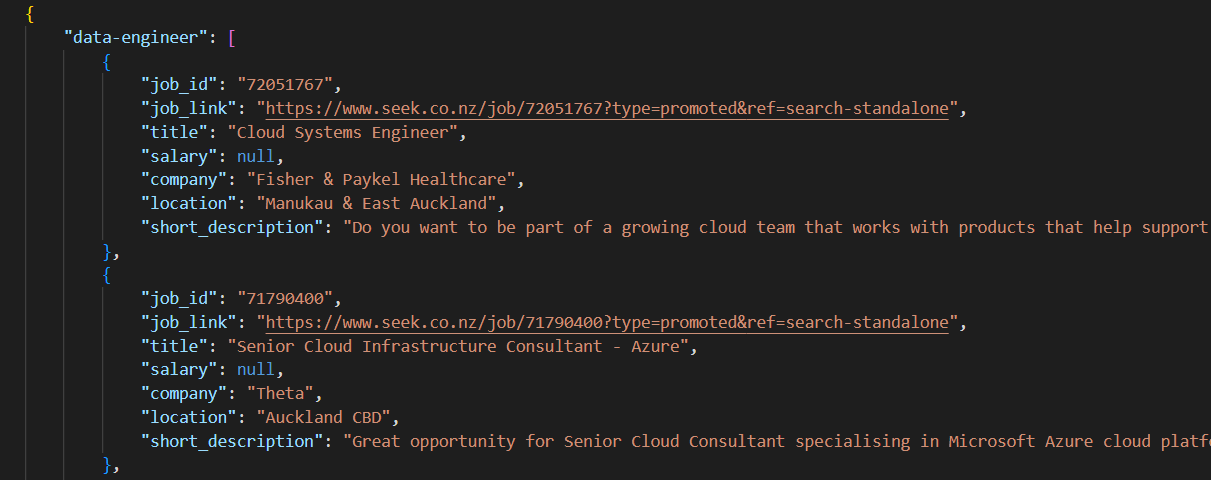 {
"data-engineer": [
{
"job_id": "72051767",
"job_link": "https://www.seek.co.nz/job/72051767?type=promoted&ref=search-standalone",
"title": "Cloud Systems Engineer",
"salary": null,
"company": "Fisher & Paykel Healthcare",
"location": "Manukau & East Auckland",
"short_description": "Do you want to be part of a growing cloud team that works with products that help support
},
{
"job_id": "71790400",
"job_link": "https://www.seek.co.nz/job/71790400?type=promoted&ref=search-standalone",
"title": "Senior Cloud Infrastructure Consultant - Azure",
"salary": null,
"company": "Theta",
"location": "Auckland CBD",
"short_description": "Great opportunity for Senior Cloud Consultant specialising in Microsoft Azure cloud platf
},